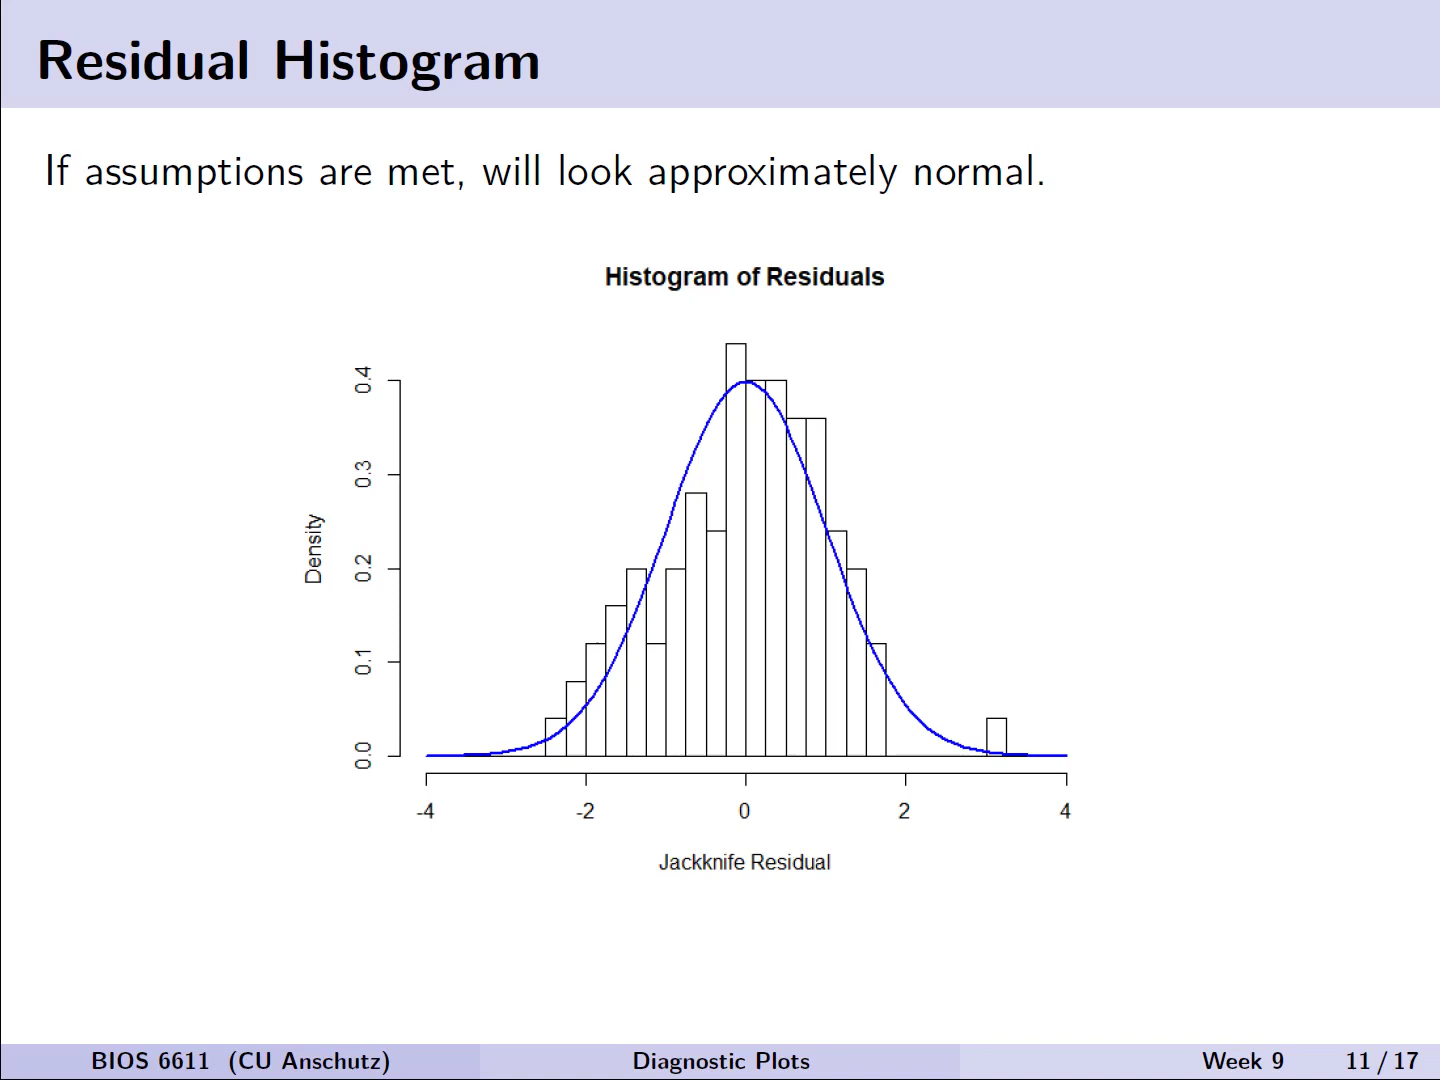 Residual Histogram
If assumptions are met, will look approximately normal.
Histogram of Residuals
0.4
0.3
0.2
0.1
0.0
Density
-4 -2 0 2 4
Jackknife Residual
BIOS 6611 (CU Anschutz) Diagnostic Plots Week 9 11 / 17